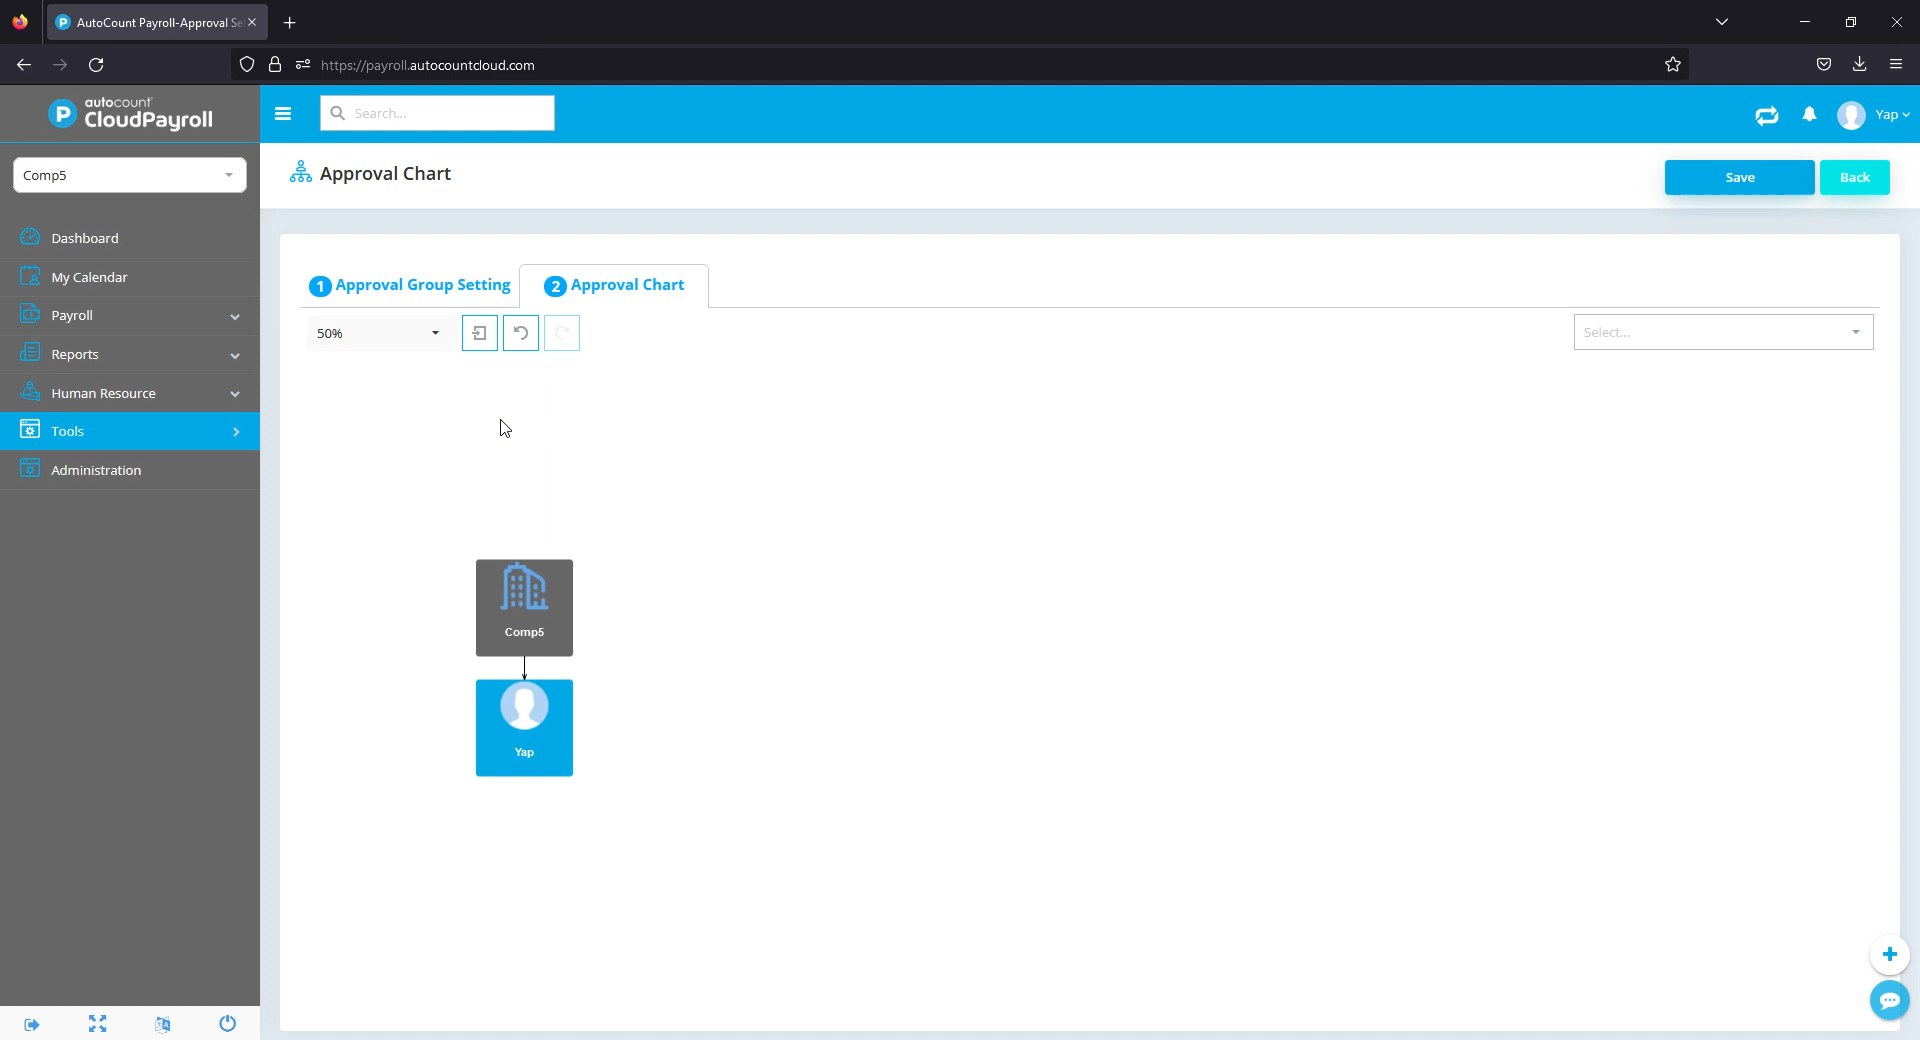 AutoCount Payroll-Approval Se
https://payroll.autocountcloud.com
autocount
CloudPayroll
Search...
Yap
Comp5
Approval Chart
Save
Back
Dashboard
My Calendar
Payroll
Reports
Human Resource
Tools
Administration
1 Approval Group Setting
2 Approval Chart
50%
Select...
Comp5
Yap